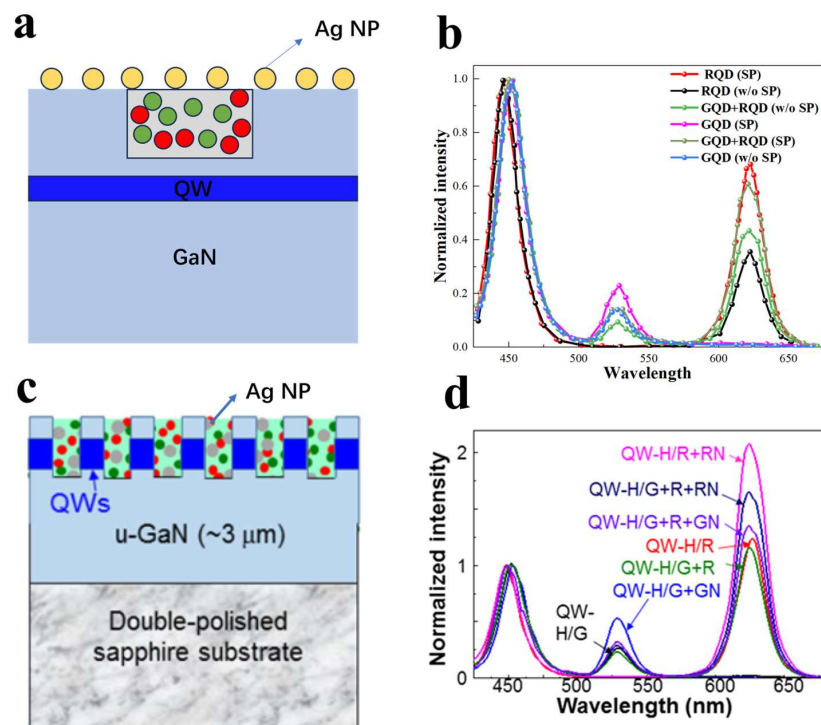 a
Ag NP
QW
GaN
b
Normalized intensity
1.0
0.8
0.6
0.4
0.2
0.0
RQD (SP)
RQD (w/o SP)
GQD+RQD (w/o SP)
GQD (SP)
GQD+RQD (SP)
GQD (w/o SP)
450 500 550 600 650
Wavelength
c
Ag NP
QWs
u-GaN (~3 μm)
Double-polished
sapphire substrate
d
Normalized intensity
2
1
0
QW-H/R+RN
QW-H/G+R+RN
QW-H/G+R+GN
QW-H/R
QW-H/G+R
QW-H/G+GN
QW-
H/G
450 500 550 600 650
Wavelength (nm)